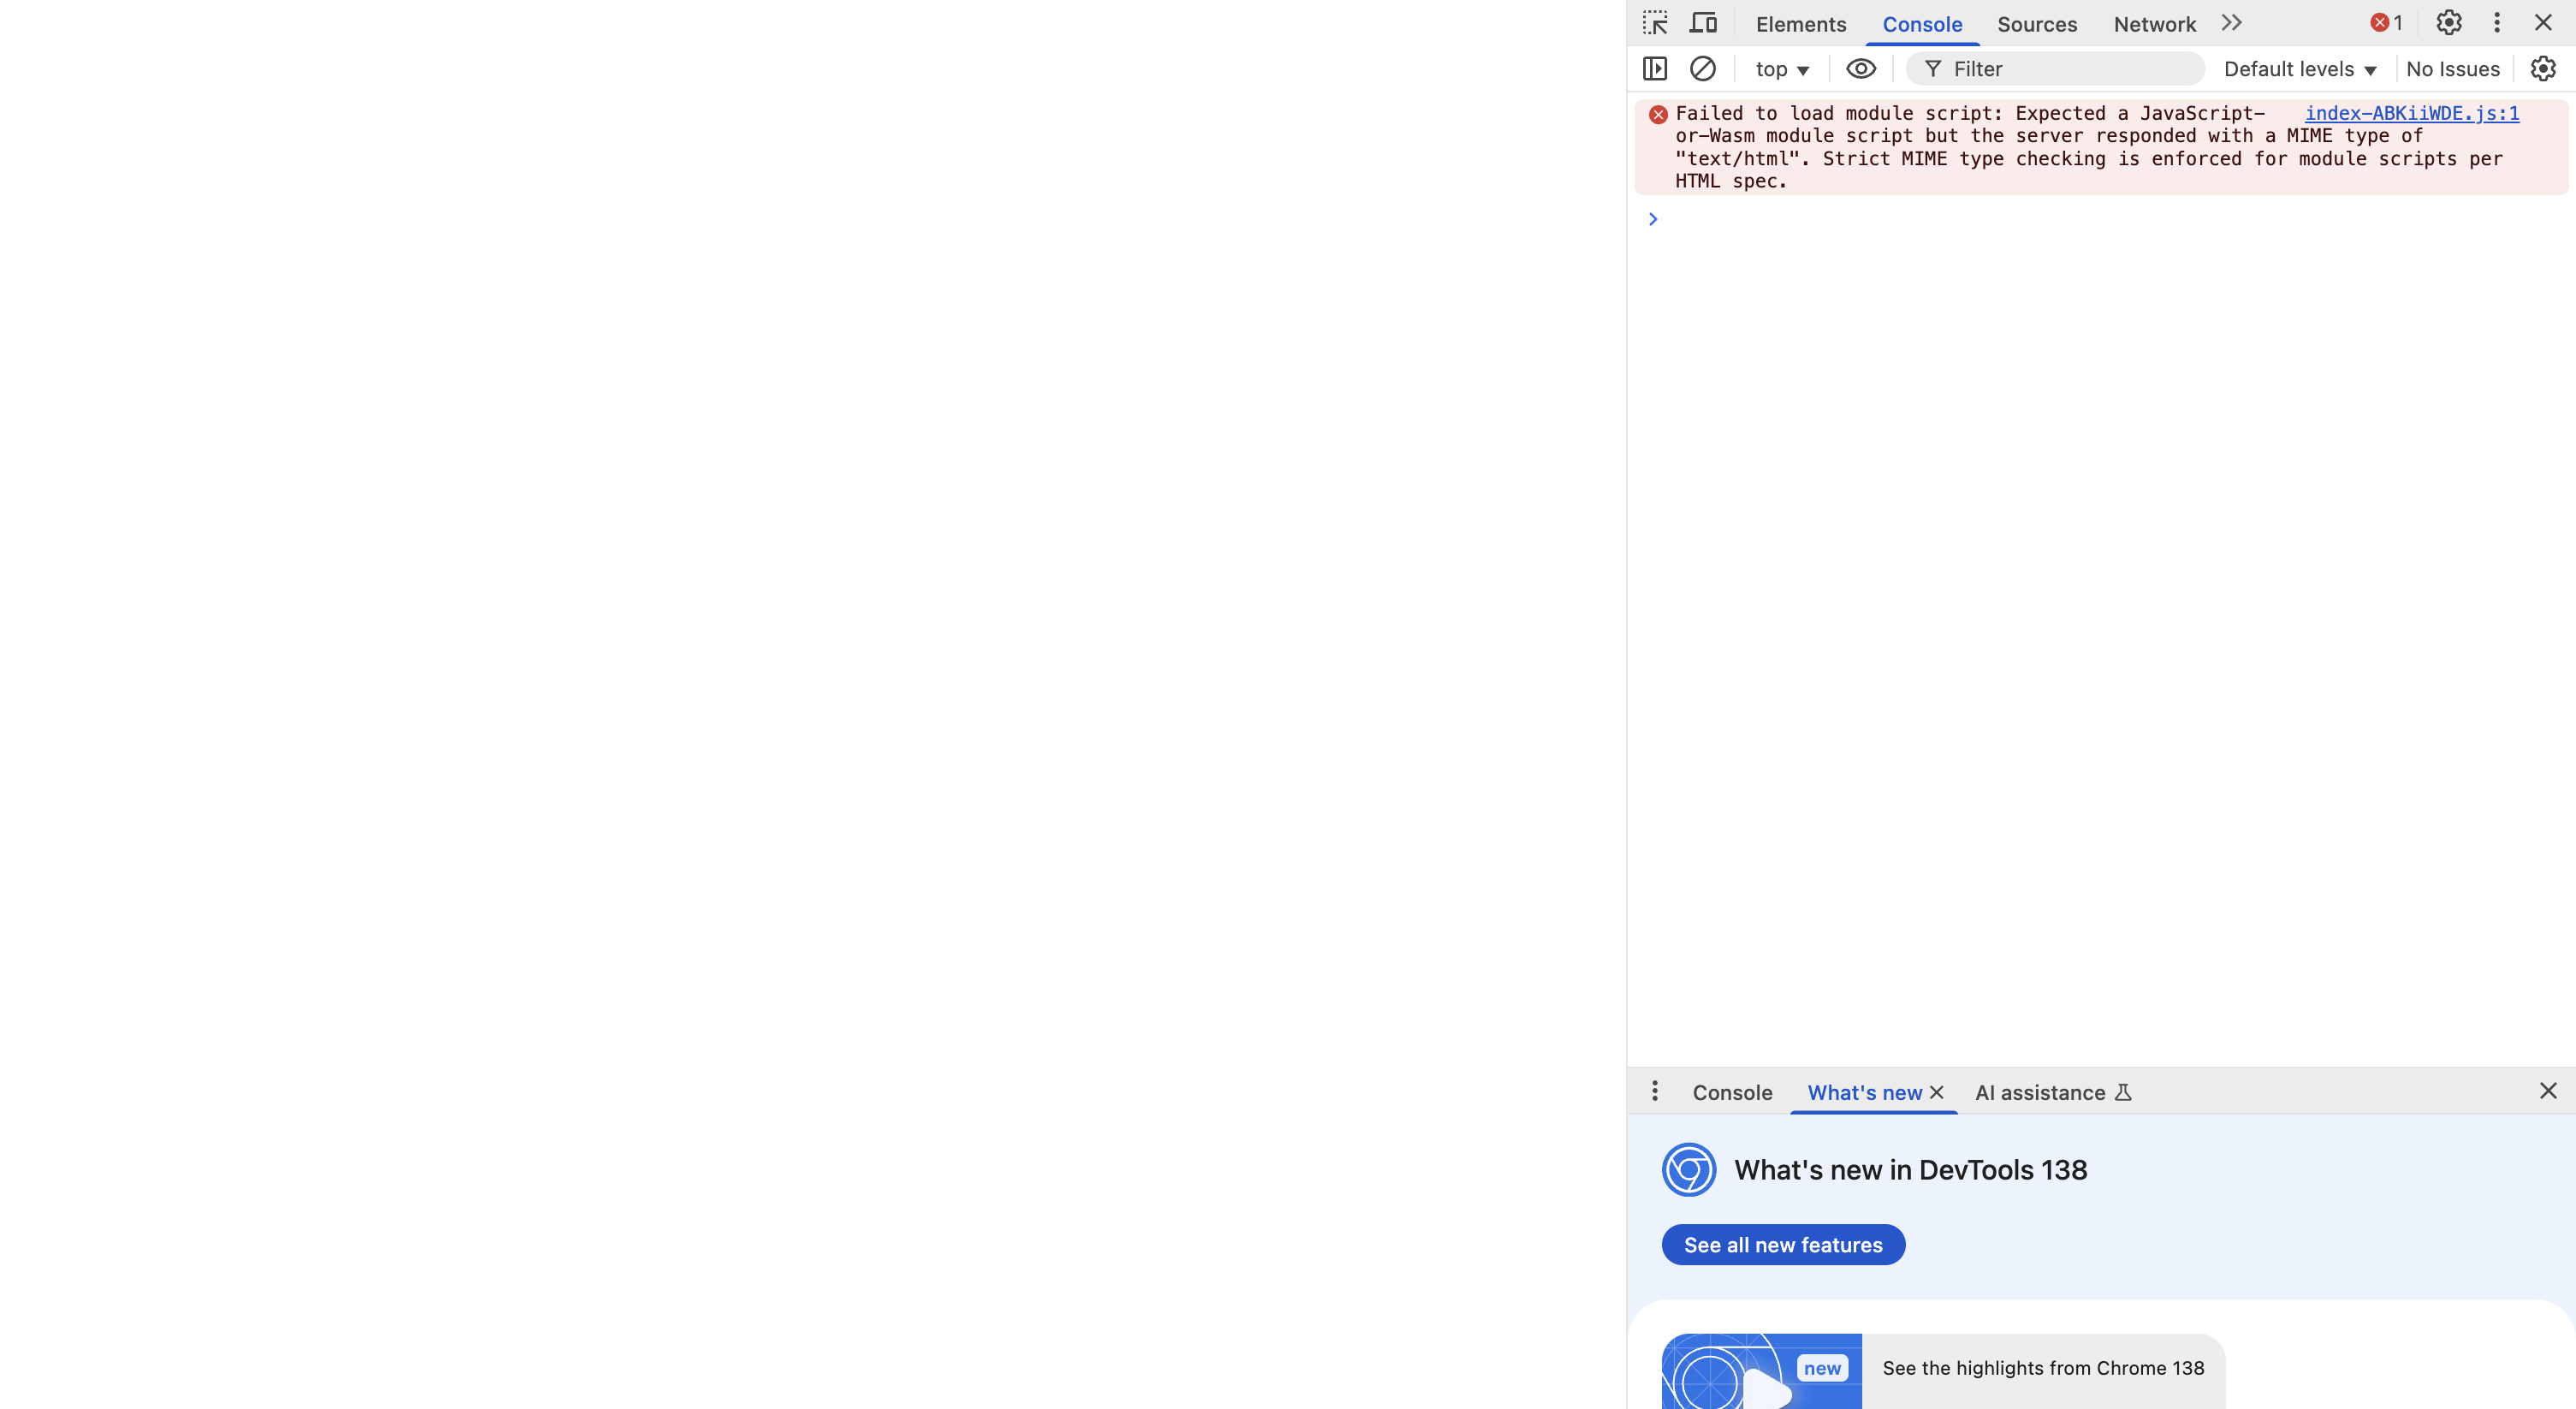 Elements Console Sources Network 1
top Filter Default levels No Issues
Failed to load module script: Expected a JavaScript- index-ABKiiWDE.js:1
or-Wasm module script but the server responded with a MIME type of
"text/html". Strict MIME type checking is enforced for module scripts per
HTML spec.
Console What's new AI assistance
What's new in DevTools 138
See all new features
new See the highlights from Chrome 138